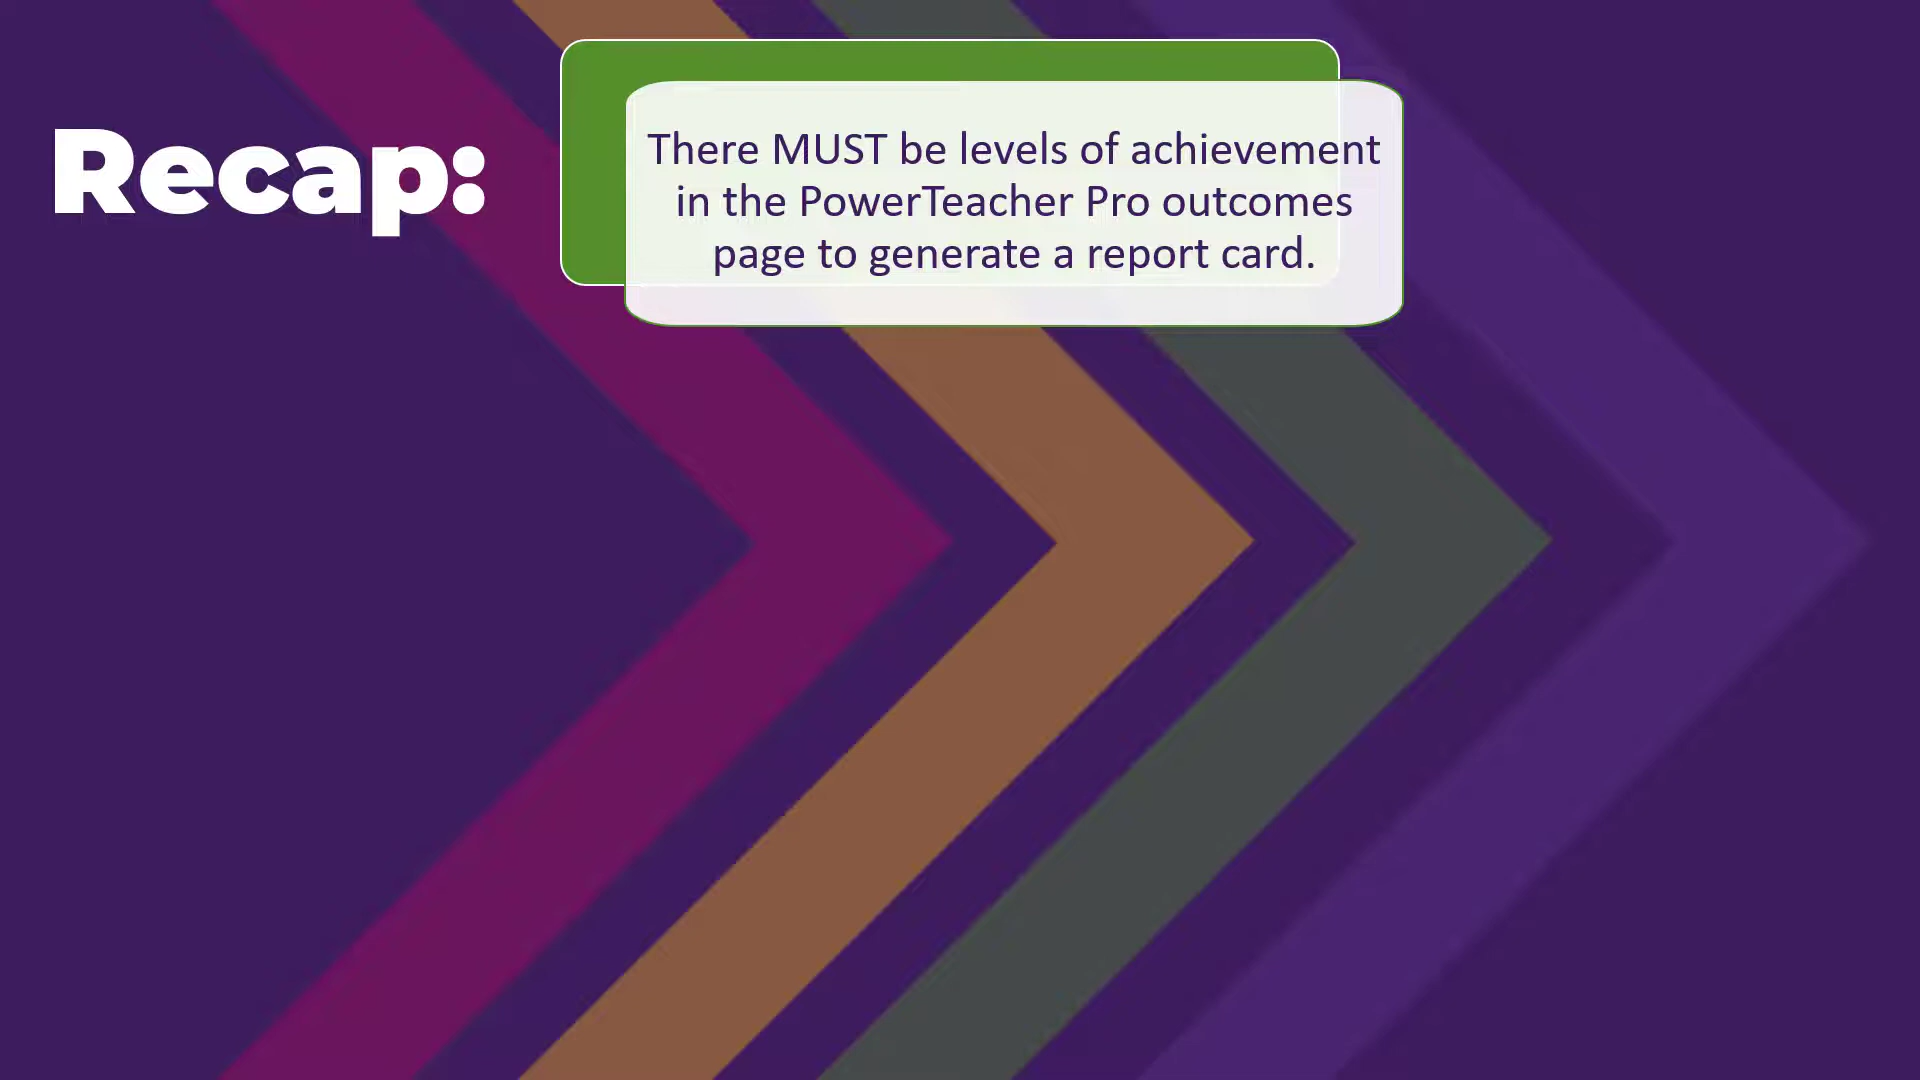 Recap:
There MUST be levels of achievement
in the PowerTeacher Pro outcomes
page to generate a report card.